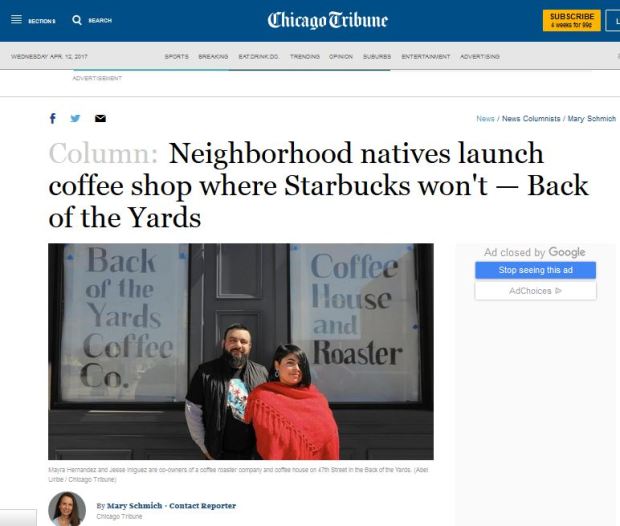 SECTIONS
SEARCH
Chicago Tribune
SUBSCRIBE
4 weeks for 99¢
L
WEDNESDAY APR. 12, 2017
SPORTS BREAKING EAT.DRINK.DO. TRENDING OPINION SUBURBS ENTERTAINMENT ADVERTISING
ADVERTISEMENT
News / News Columnists / Mary Schmich
Column: Neighborhood natives launch
coffee shop where Starbucks won't — Back
of the Yards
Back
of the
Yards
Coffee
Co.
Coffee
House
and
Roaster
Ad closed by Google
Stop seeing this ad
AdChoices
Mayra Hernandez and Jesse Iniguez are co-owners of a coffee roaster company and coffee house on 47th Street in the Back of the Yards. (Abel
Uribe / Chicago Tribune)
By Mary Schmich · Contact Reporter
Chicago Tribune